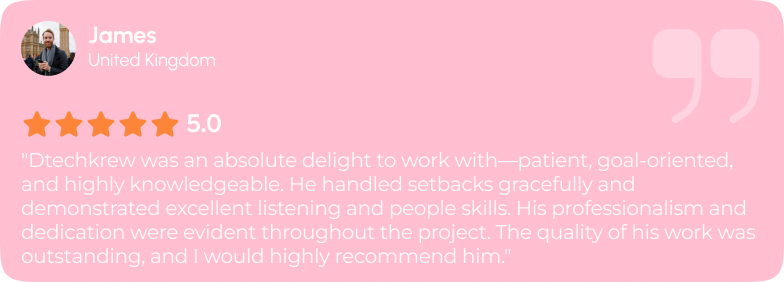 James
United Kingdom
5.0
"Dtechkrew was an absolute delight to work with—patient, goal-oriented,
and highly knowledgeable. He handled setbacks gracefully and
demonstrated excellent listening and people skills. His professionalism and
dedication were evident throughout the project. The quality of his work was
outstanding, and I would highly recommend him."